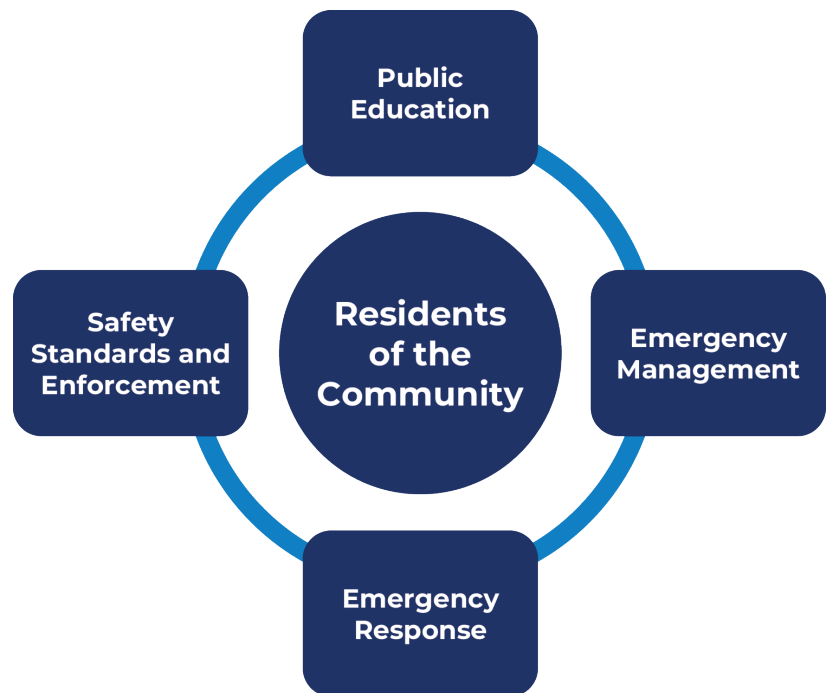 Public
Education
Safety
Standards and
Enforcement
Residents
of the
Community
Emergency
Management
Emergency
Response